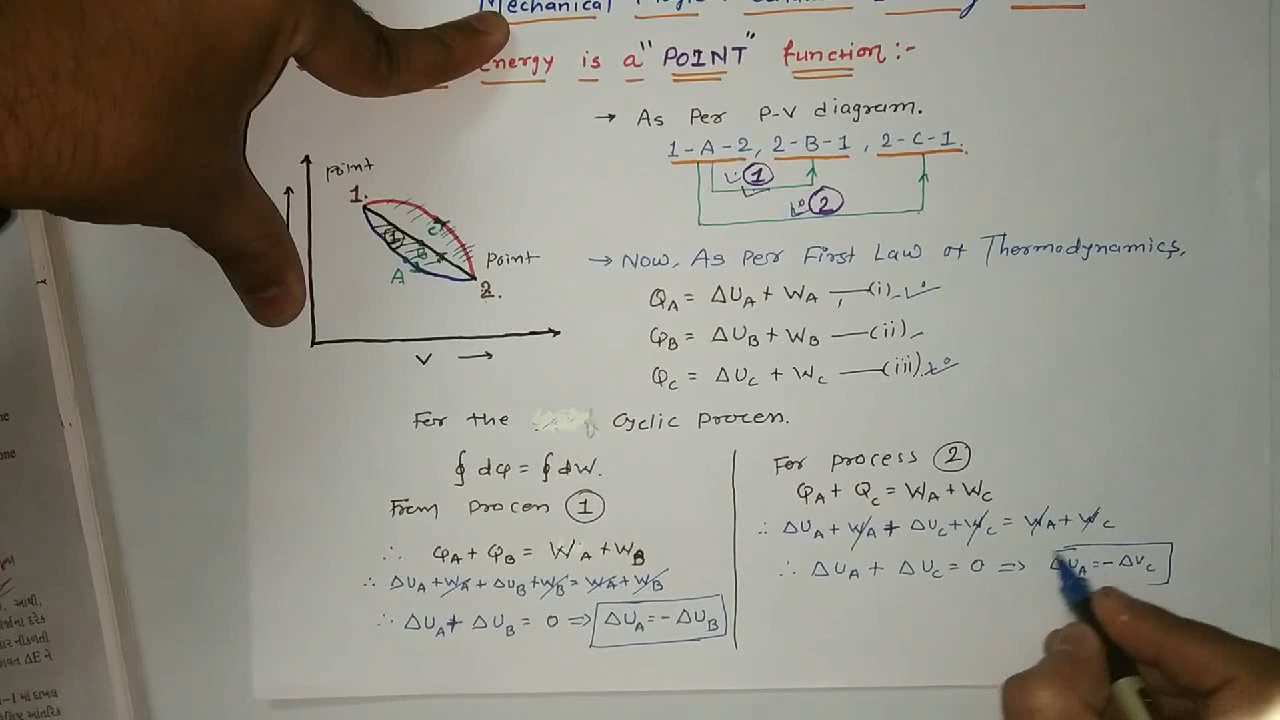 Mechanical
Energy is a "POINT" function :-
→ As Per P-V diagram.
1-A-2, 2-B-1, 2-C-1.
1
2
Point
1.
A
B
C
Point
2.
V →
→ Now, As Per First Law of Thermodynamics,
QA = ΔUA + WA, —(i)
QB = ΔUB + WB —(ii)
QC = ΔUC + WC —(iii)
For the Cyclic Process.
∮ dQ = ∮ dW.
From process 1
∴ QA + QB = WA + WB
∴ ΔUA + WA + ΔUB + WB = WA + WB
∴ ΔUA + ΔUB = 0 => ΔUA = - ΔUB
For process 2
QA + QC = WA + WC
∴ ΔUA + WA + ΔUC + WC = WA + WC
∴ ΔUA + ΔUC = 0 => ΔUA = - ΔUC